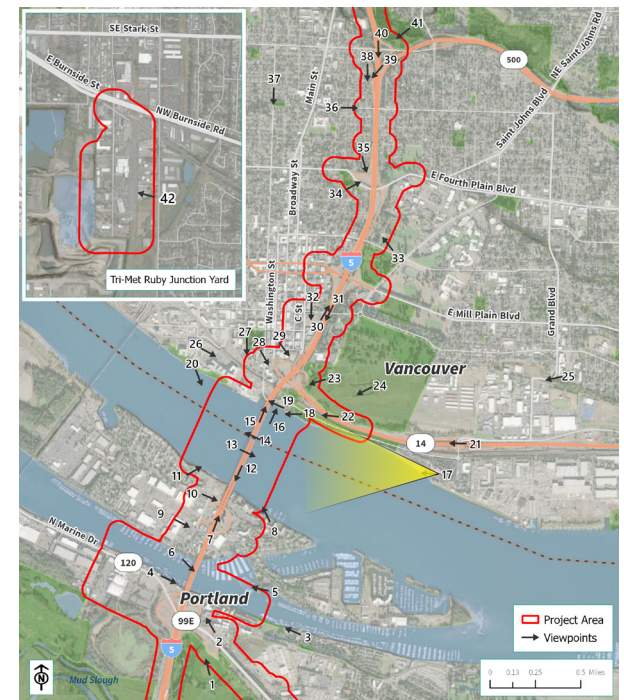 SE Stark St
E Burnside St
NW Burnside Rd
42
Tri-Met Ruby Junction Yard
41
40
38
39
500
NE Saint Johns Rd
37
Main St
36
Saint Johns Blvd
35
E Fourth Plain Blvd
34
Broadway St
33
5
Washington St
C St
32
31
30
E Mill Plain Blvd
Grand Blvd
27
29
28
26
20
Vancouver
23
24
25
19
18
22
15
16
14
21
14
13
17
12
11
10
9
8
7
N Marine Dr
6
120
4
5
Portland
99E
3
2
5
1
Mud Slough
N
Project Area
Viewpoints
0 0.13 0.25 0.5 Miles